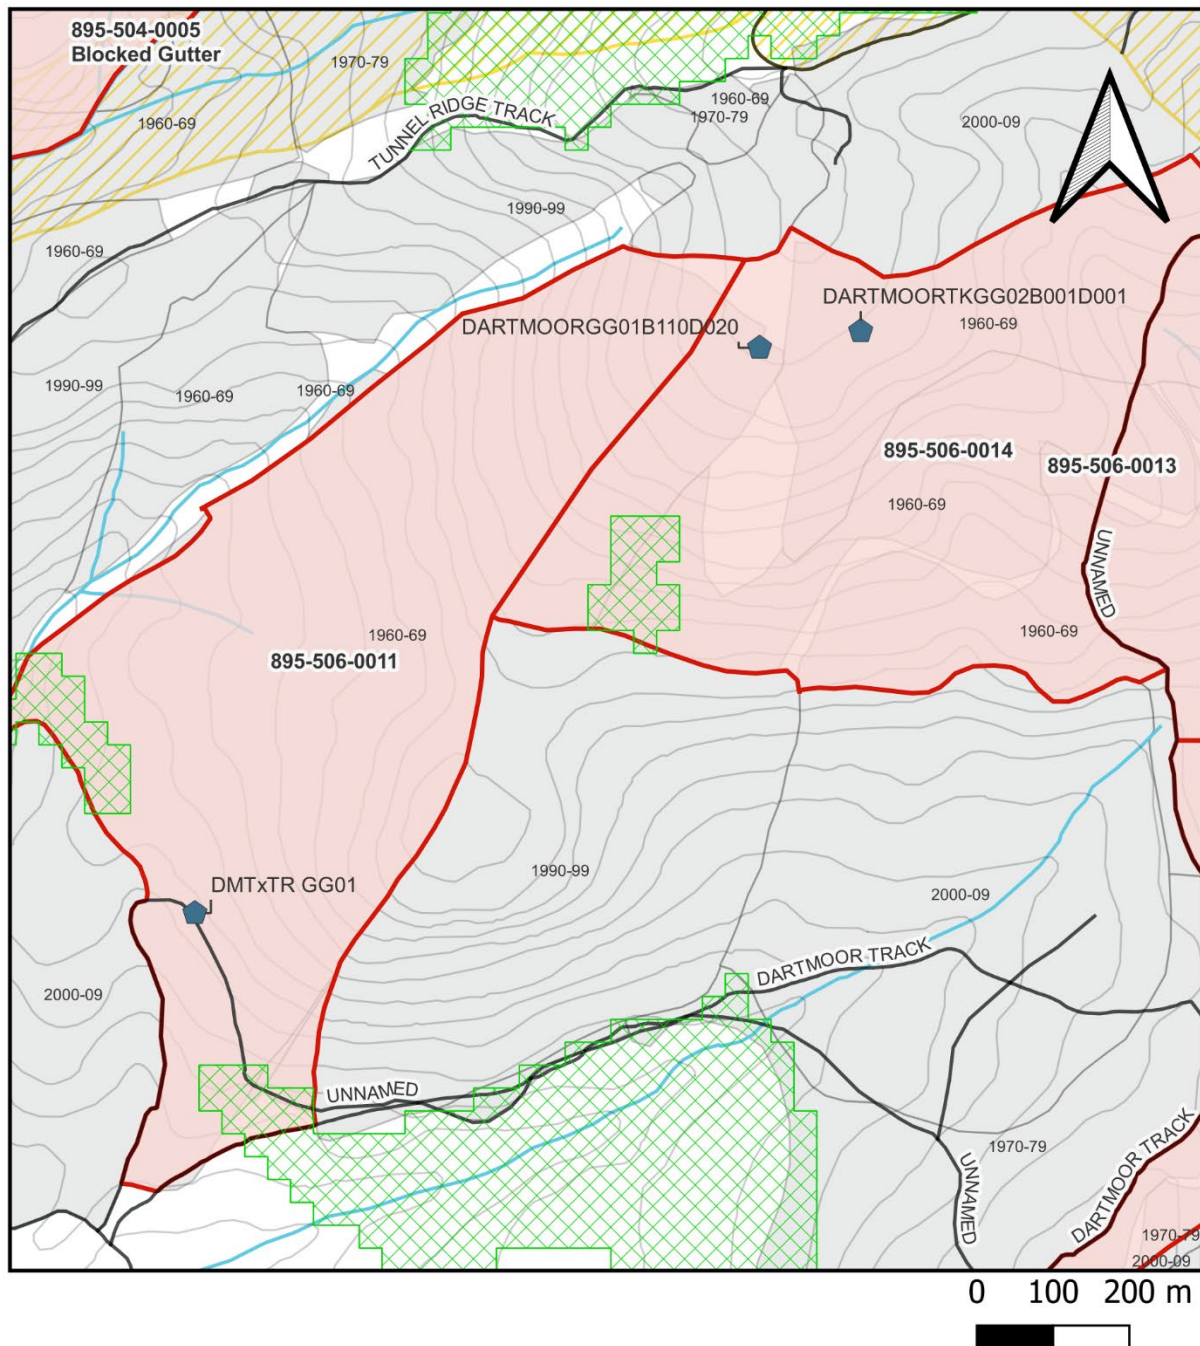 895-504-0005
Blocked Gutter
1970-79
1960-69
TUNNEL RIDGE TRACK
1960-69
1970-79
2000-09
1990-99
1960-69
DARTMOORTKGG02B001D001
DARTMOORGG01B110D020
1960-69
1990-99
1960-69
1960-69
895-506-0014
895-506-0013
1960-69
UNNAMED
1960-69
1960-69
895-506-0011
1990-99
DMTxTR GG01
2000-09
DARTMOOR TRACK
2000-09
UNNAMED
1970-79
UNNAMED
DARTMOOR TRACK
1970-79
2000-09
0 100 200 m